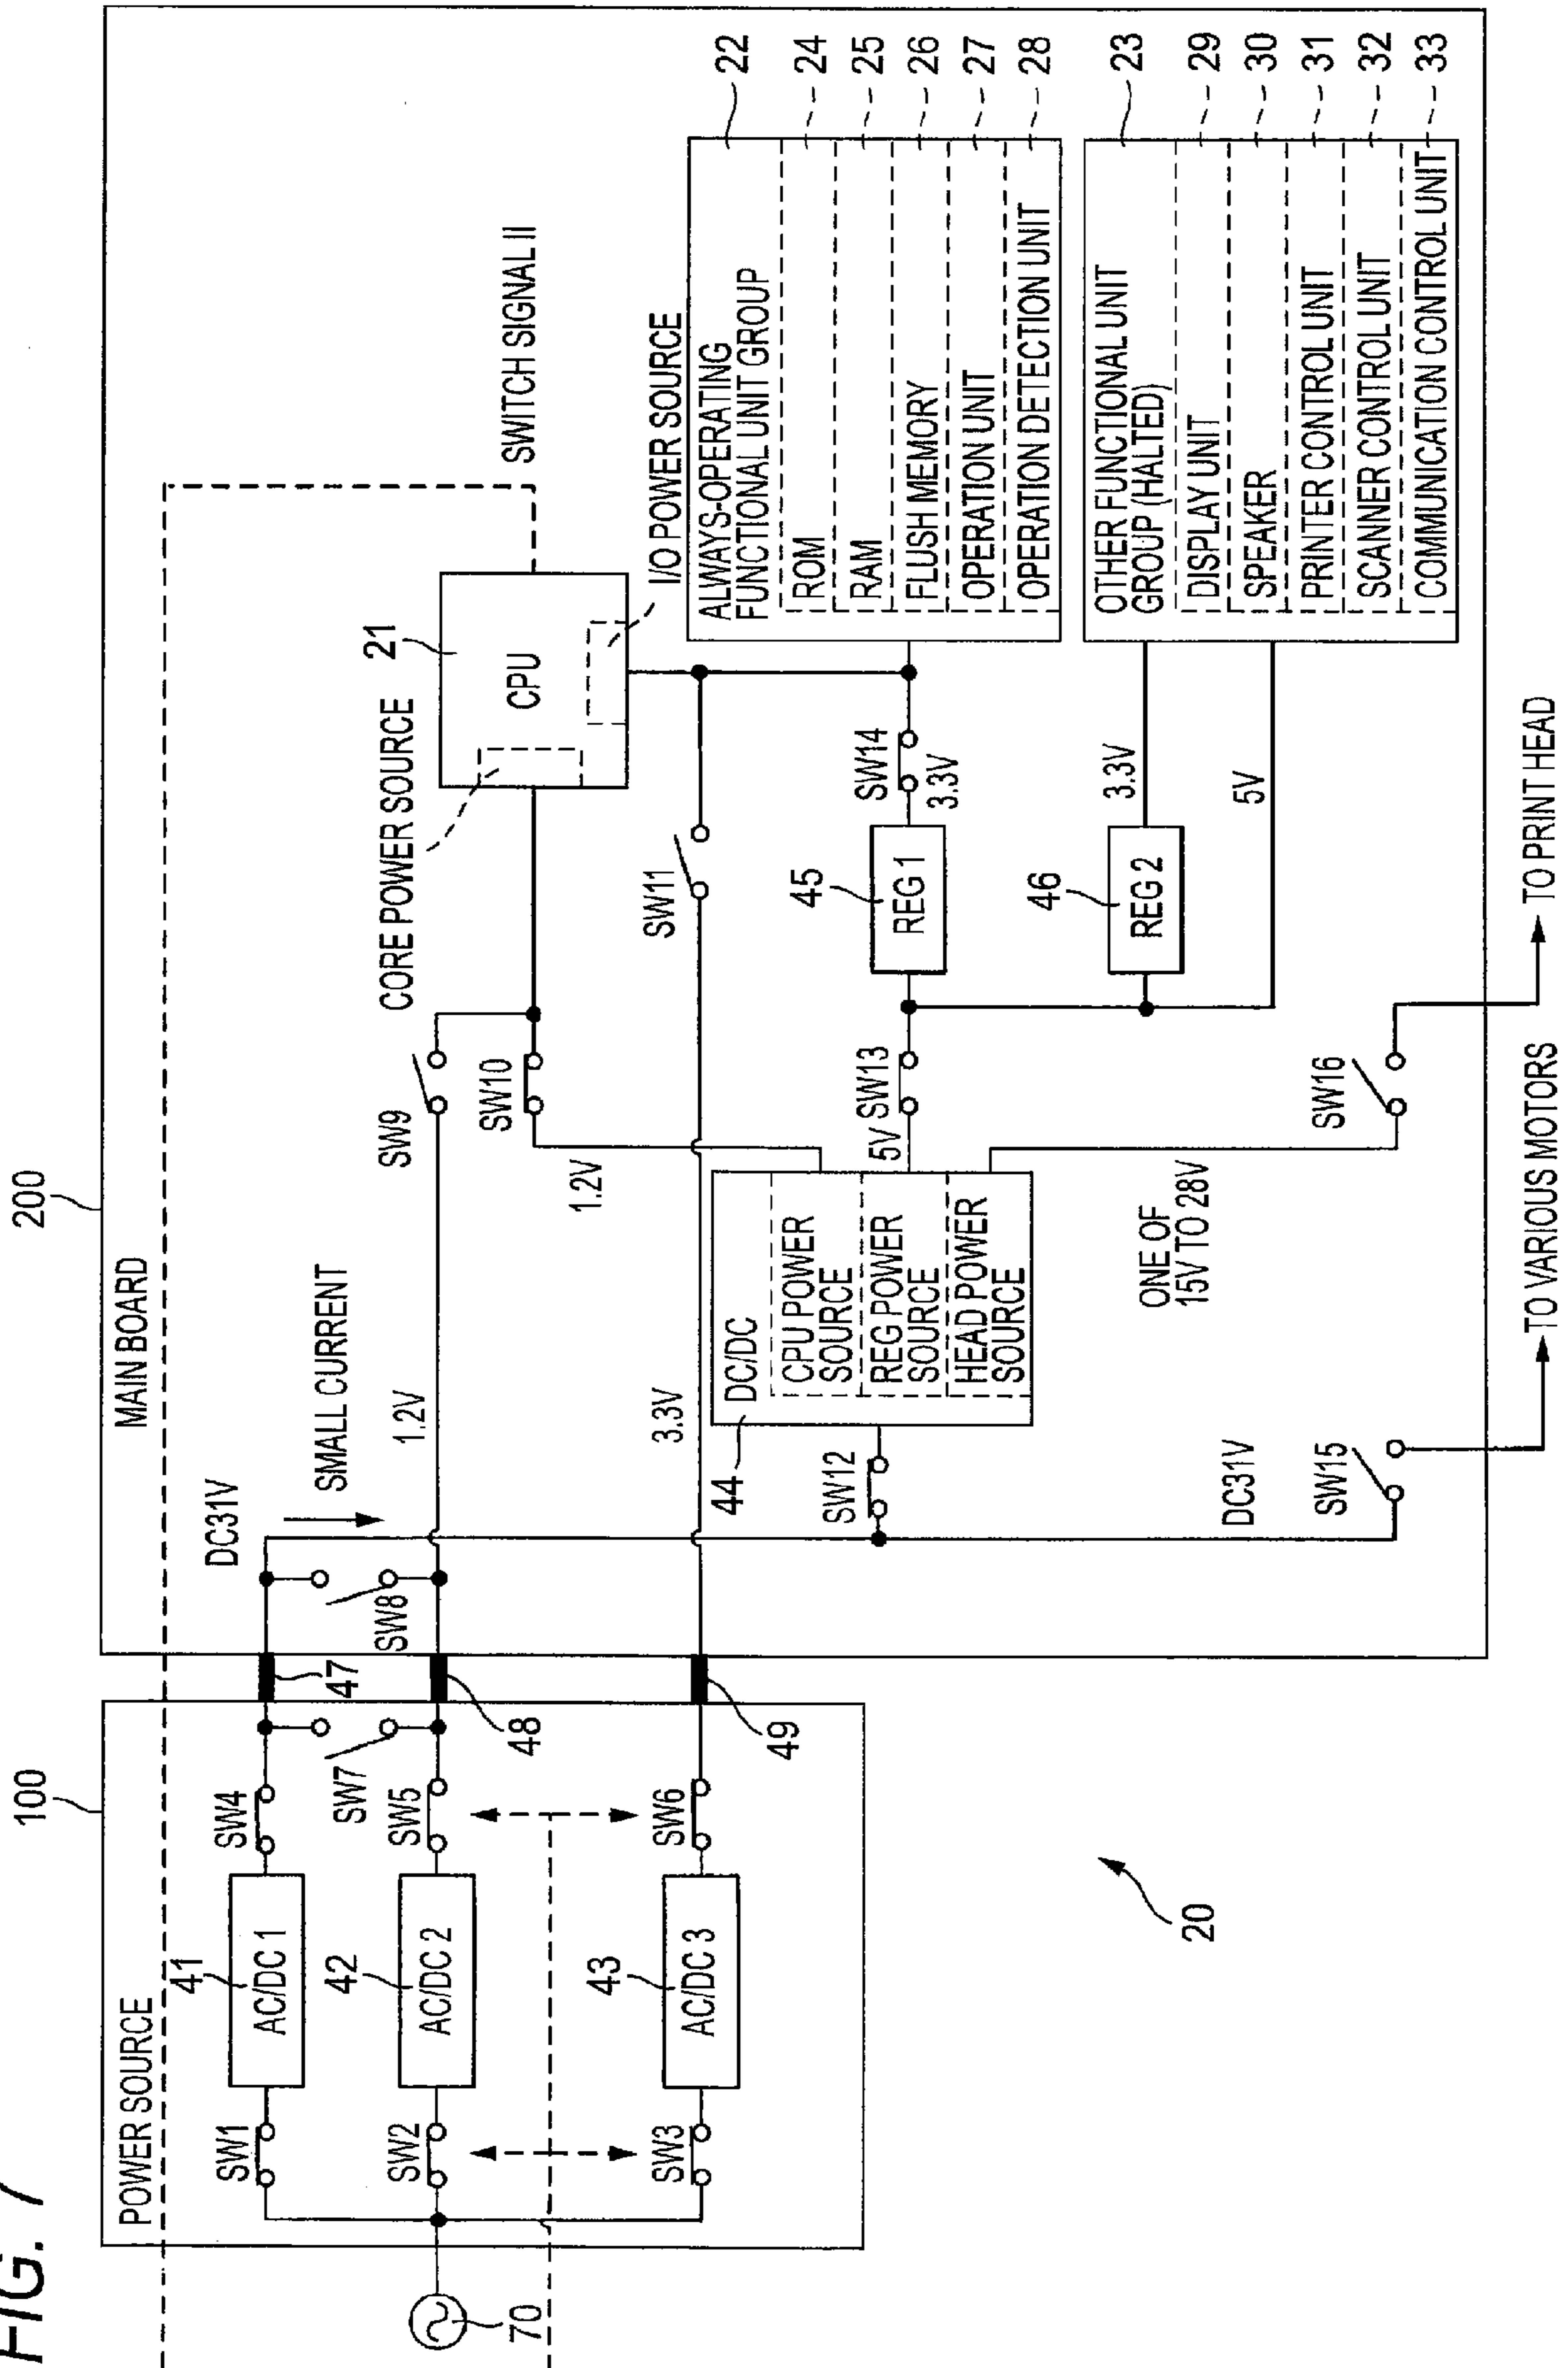 FIG. 7
100
200
POWER SOURCE
MAIN BOARD
SW1
41
AC/DC 1
SW4
47
DC31V
SMALL CURRENT
SW7
SW8
SW2
42
AC/DC 2
SW5
48
1.2V
SW9
SW10
1.2V
CORE POWER SOURCE
21
CPU
SWITCH SIGNAL II
I/O POWER SOURCE
70
SW3
43
AC/DC 3
SW6
49
3.3V
SW11
44
DC/DC
CPU POWER
SOURCE
REG POWER
SOURCE
HEAD POWER
SOURCE
SW12
5V
SW13
45
REG 1
SW14
3.3V
46
REG 2
3.3V
5V
ALWAYS-OPERATING
FUNCTIONAL UNIT GROUP
22
ROM
24
RAM
25
FLUSH MEMORY
26
OPERATION UNIT
27
OPERATION DETECTION UNIT
28
OTHER FUNCTIONAL UNIT
GROUP (HALTED)
23
DISPLAY UNIT
29
SPEAKER
30
PRINTER CONTROL UNIT
31
SCANNER CONTROL UNIT
32
COMMUNICATION CONTROL UNIT
33
20
DC31V
SW15
ONE OF
15V TO 28V
SW16
TO VARIOUS MOTORS
TO PRINT HEAD